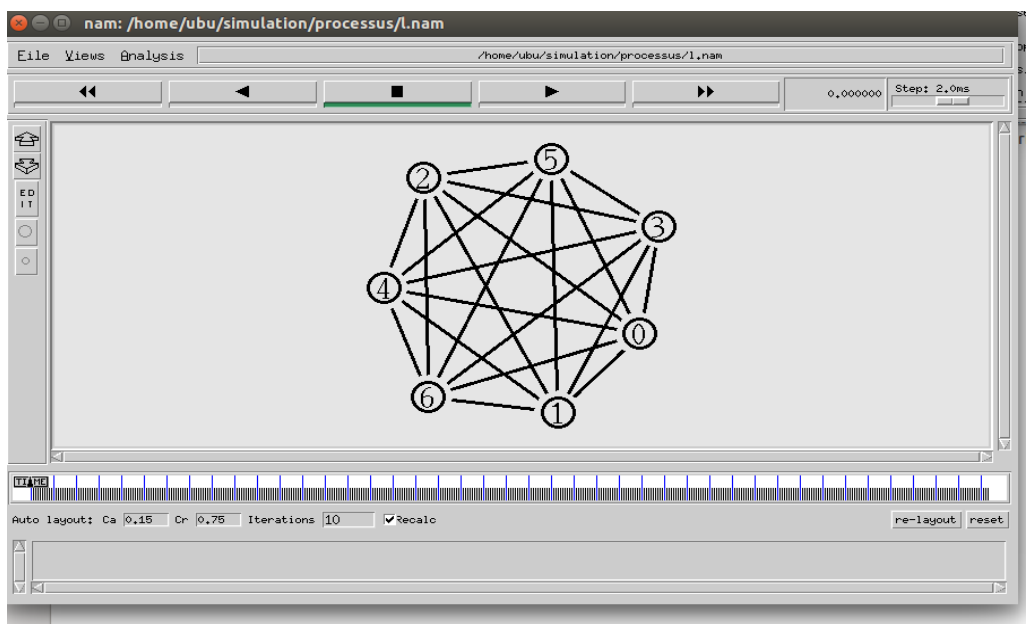 nam: /home/ubu/simulation/processus/l.nam
File Views Analysis /home/ubu/simulation/processus/l.nam
0.000000 Step: 2.0ms
ED
IT
5
2
3
4
0
6
1
TIME
Auto layout: Ca 0.15 Cr 0.75 Iterations 10 Recalc re-layout reset